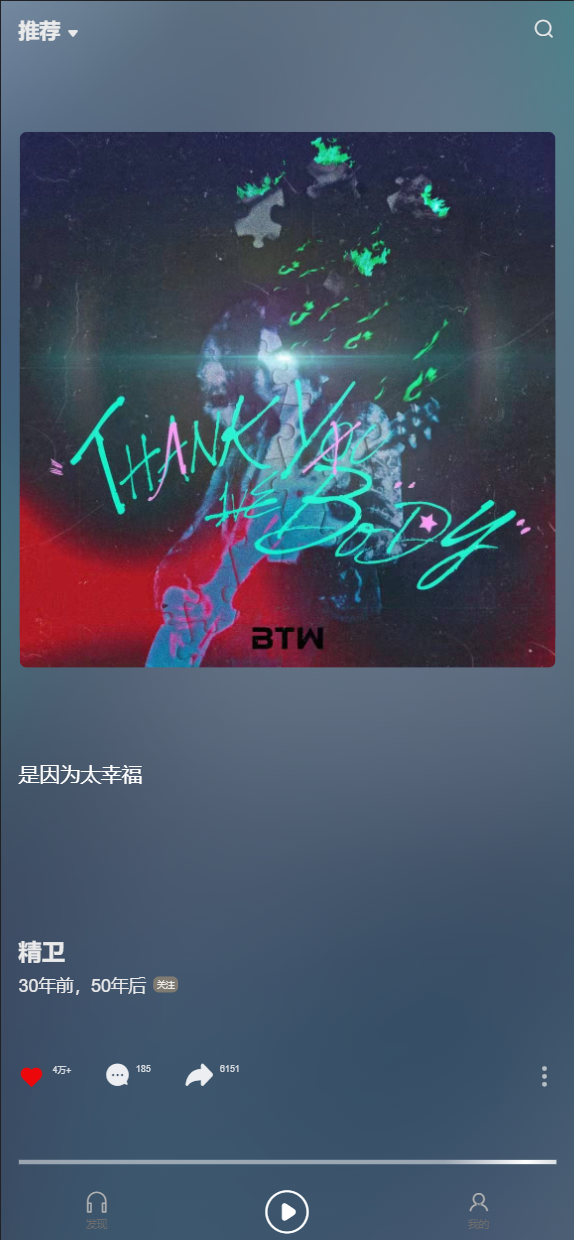 推荐
THANK YOU
THE BODY
BTW
是因为太幸福
精卫
30年前，50年后 关注
4万+ 185 6151
发现 我的